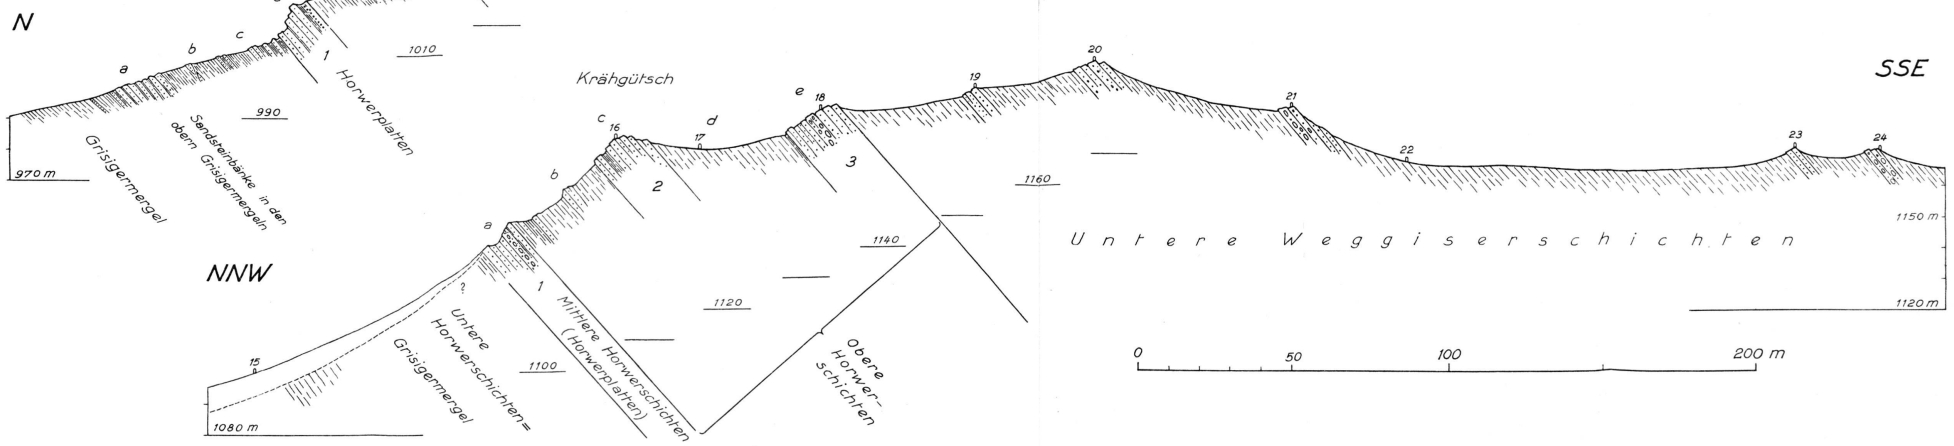 N
a
b
c
1
1010
Horwerplatten
990
Sandsteinbänke in den
obern Grisigermergeln
Grisigermergel
970 m
Krähgütsch
NNW
SSE
15
?
a
b
c
16
17
d
e
18
19
20
21
22
23
24
1
2
3
Untere
Horwerschichten=
Grisigermergel
Mittlere Horwerschichten
(Horwerplatten)
Obere
Horwer-
schichten
Untere Weggiserschichten
1080 m
1100
1120
1140
1160
1150 m
1120 m
0 50 100 200 m